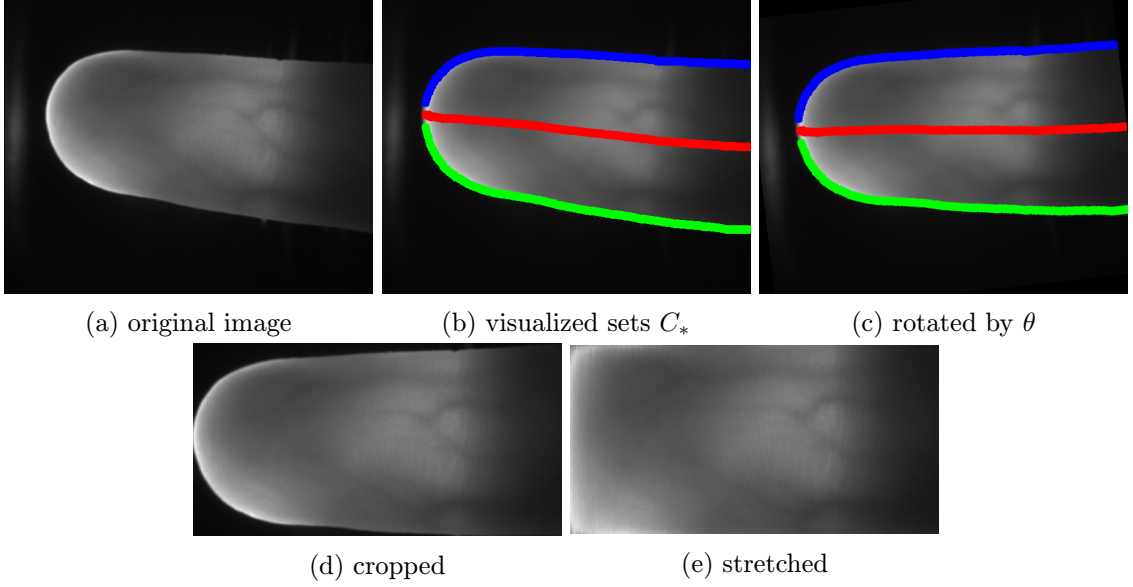 (a) original image
(b) visualized sets C_*
(c) rotated by θ
(d) cropped
(e) stretched